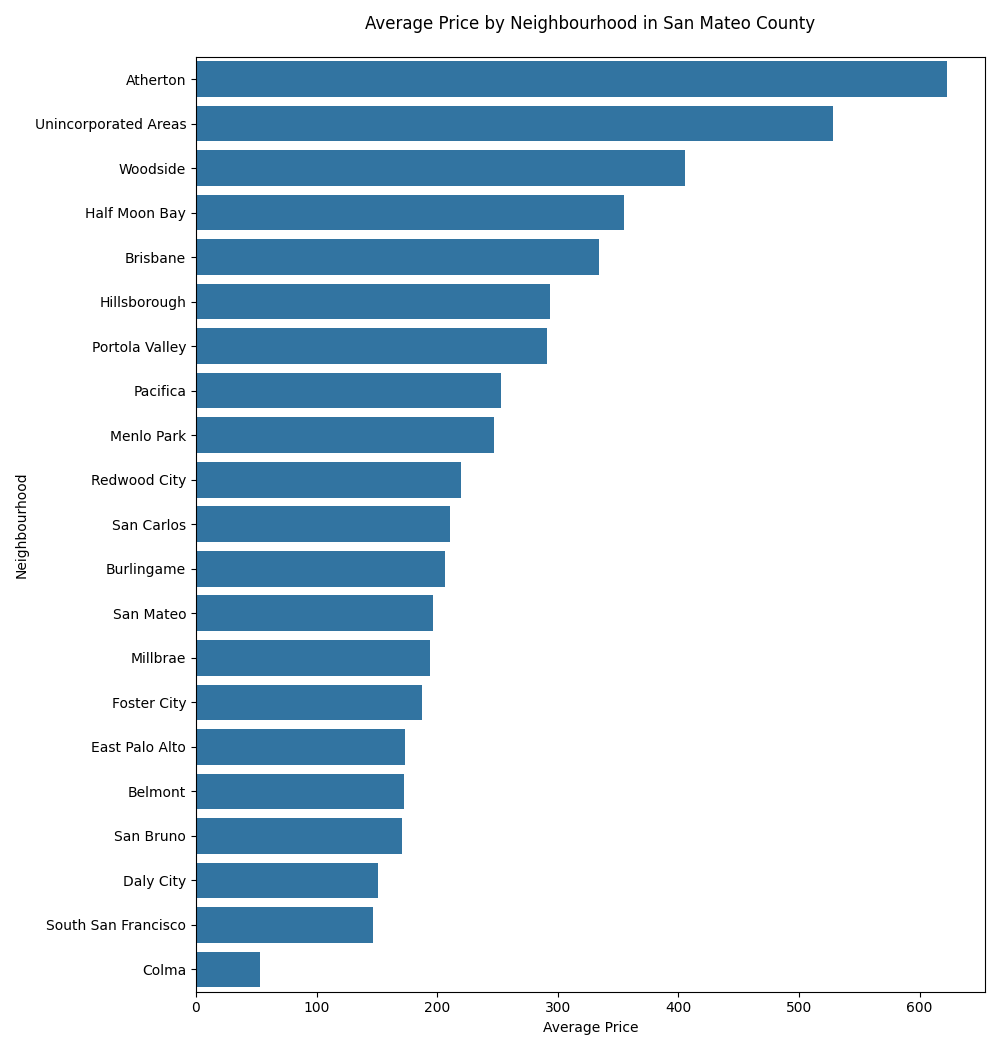 Average Price by Neighbourhood in San Mateo County
Neighbourhood
Atherton
Unincorporated Areas
Woodside
Half Moon Bay
Brisbane
Hillsborough
Portola Valley
Pacifica
Menlo Park
Redwood City
San Carlos
Burlingame
San Mateo
Millbrae
Foster City
East Palo Alto
Belmont
San Bruno
Daly City
South San Francisco
Colma
0 100 200 300 400 500 600
Average Price